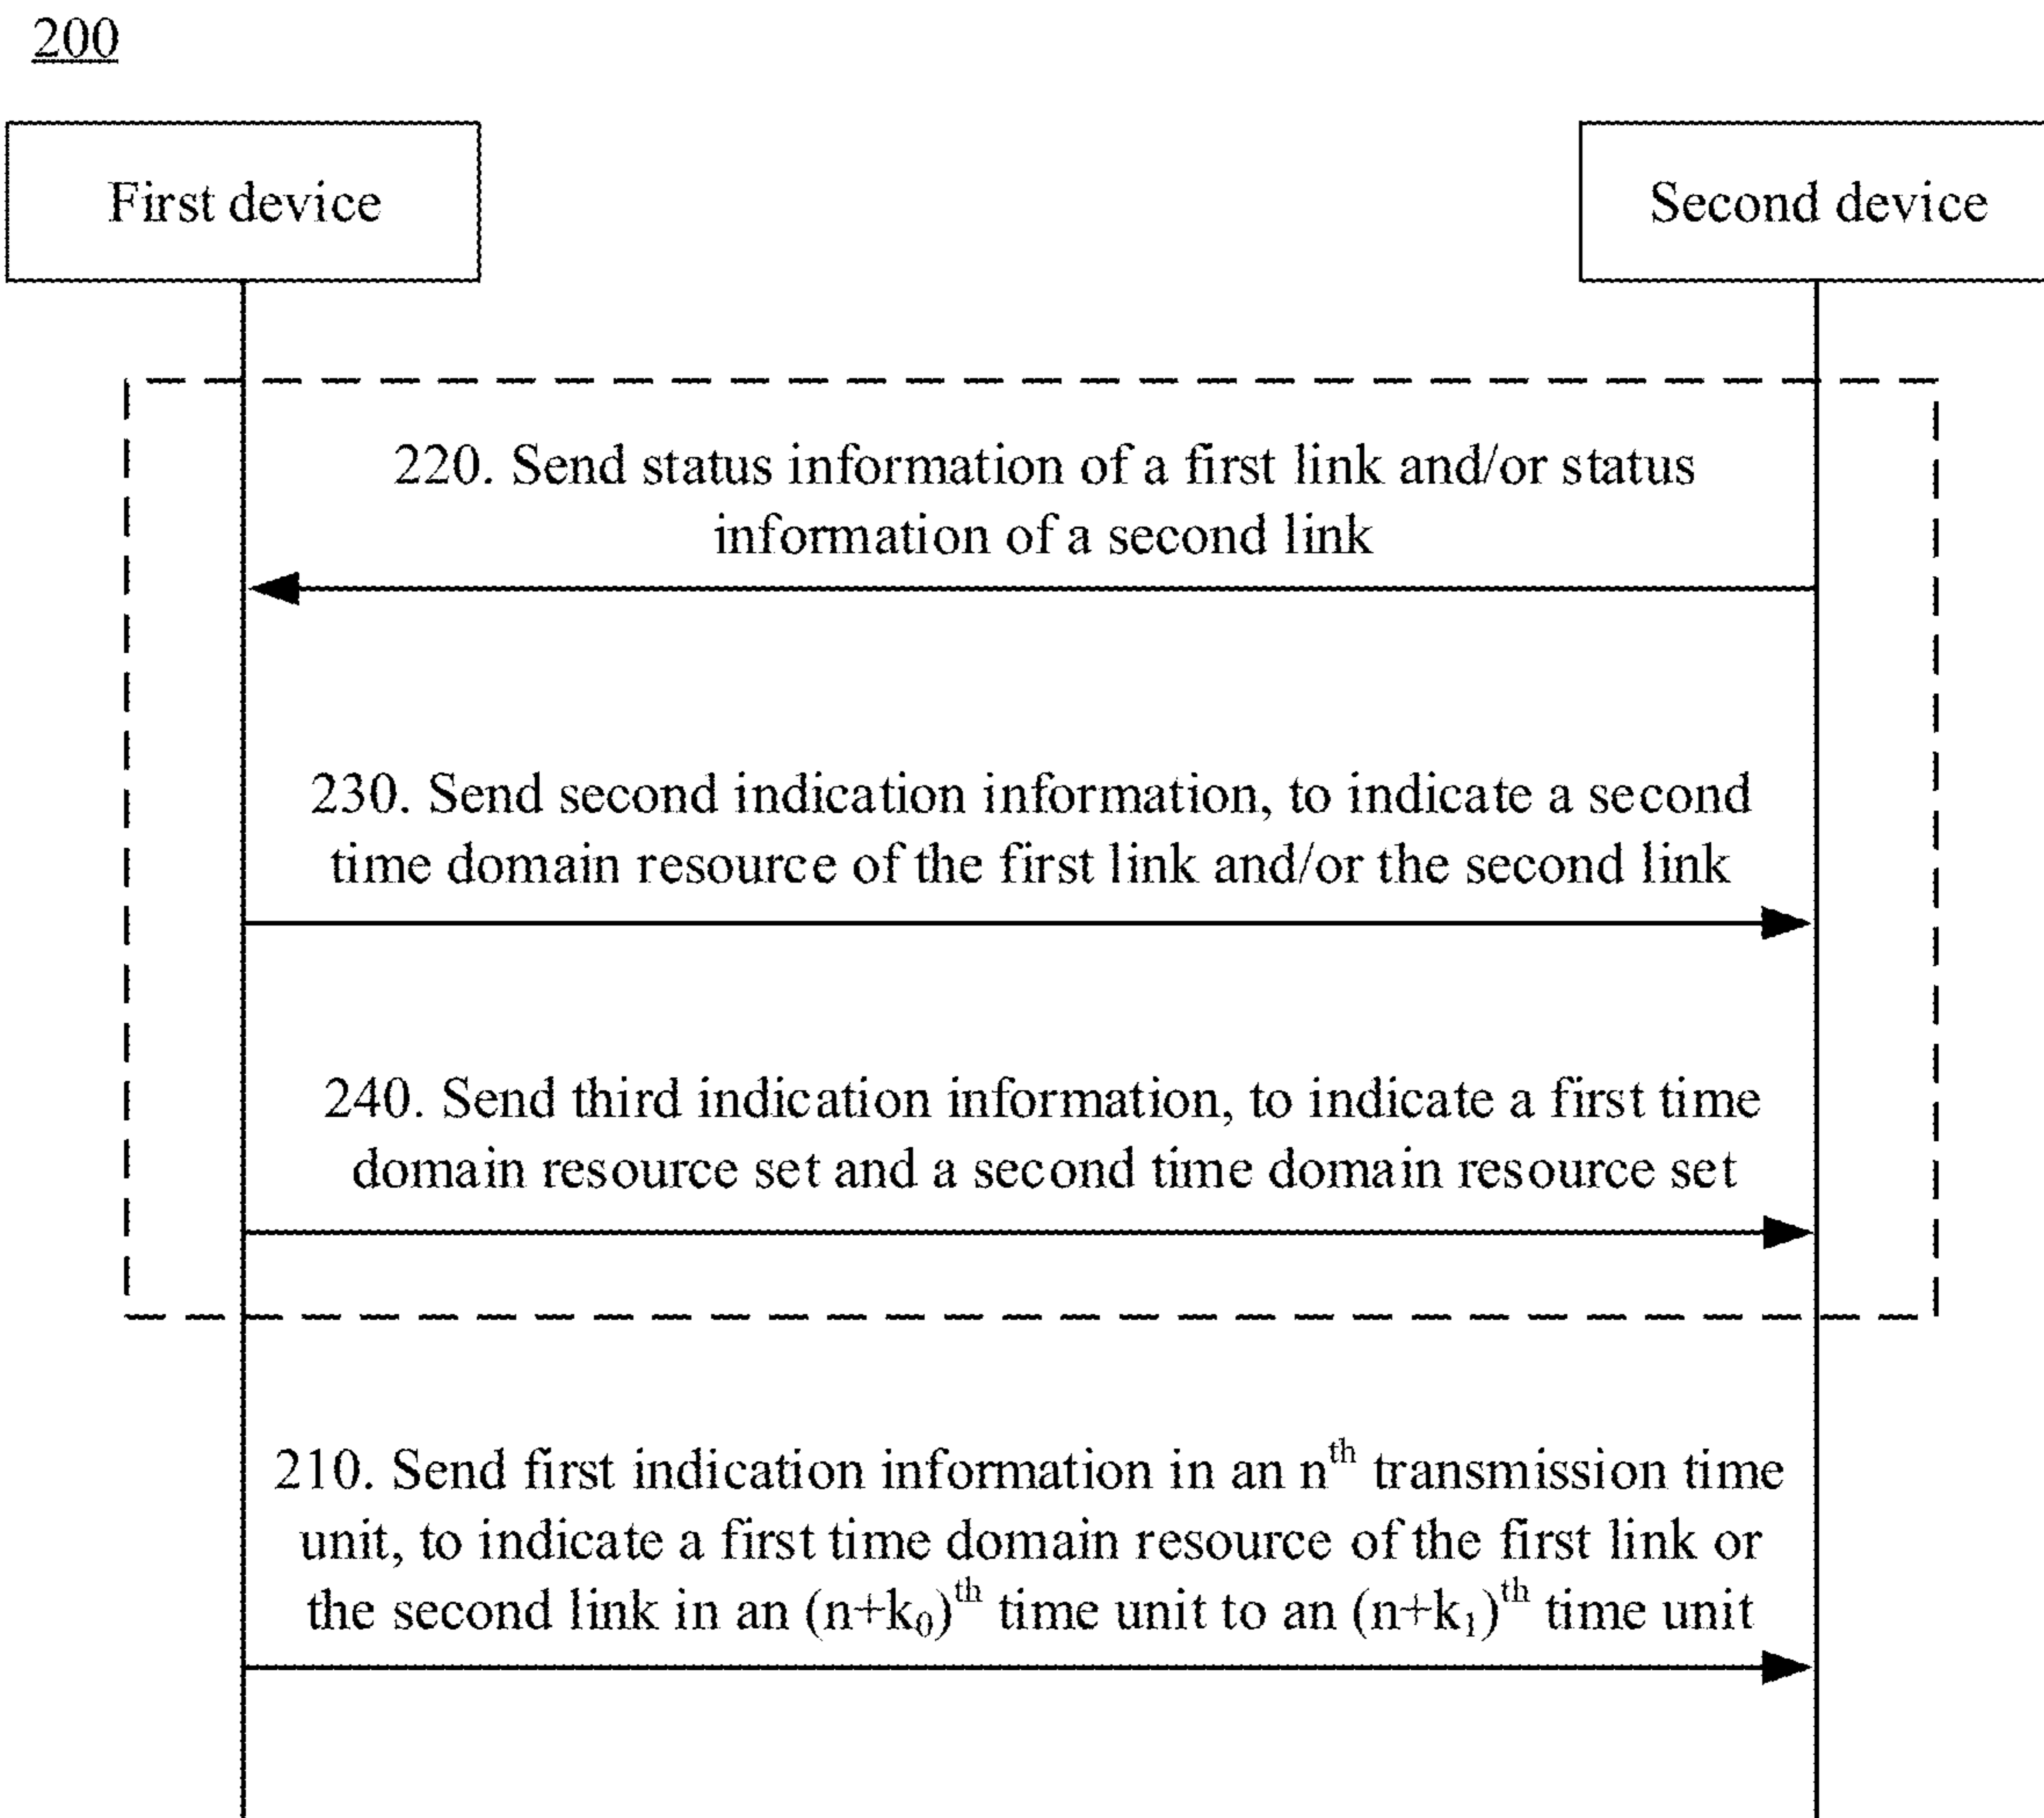 200
First device
Second device
220. Send status information of a first link and/or status
information of a second link
230. Send second indication information, to indicate a second
time domain resource of the first link and/or the second link
240. Send third indication information, to indicate a first time
domain resource set and a second time domain resource set
210. Send first indication information in an nᵗʰ transmission time
unit, to indicate a first time domain resource of the first link or
the second link in an (n+k₀)ᵗʰ time unit to an (n+k₁)ᵗʰ time unit